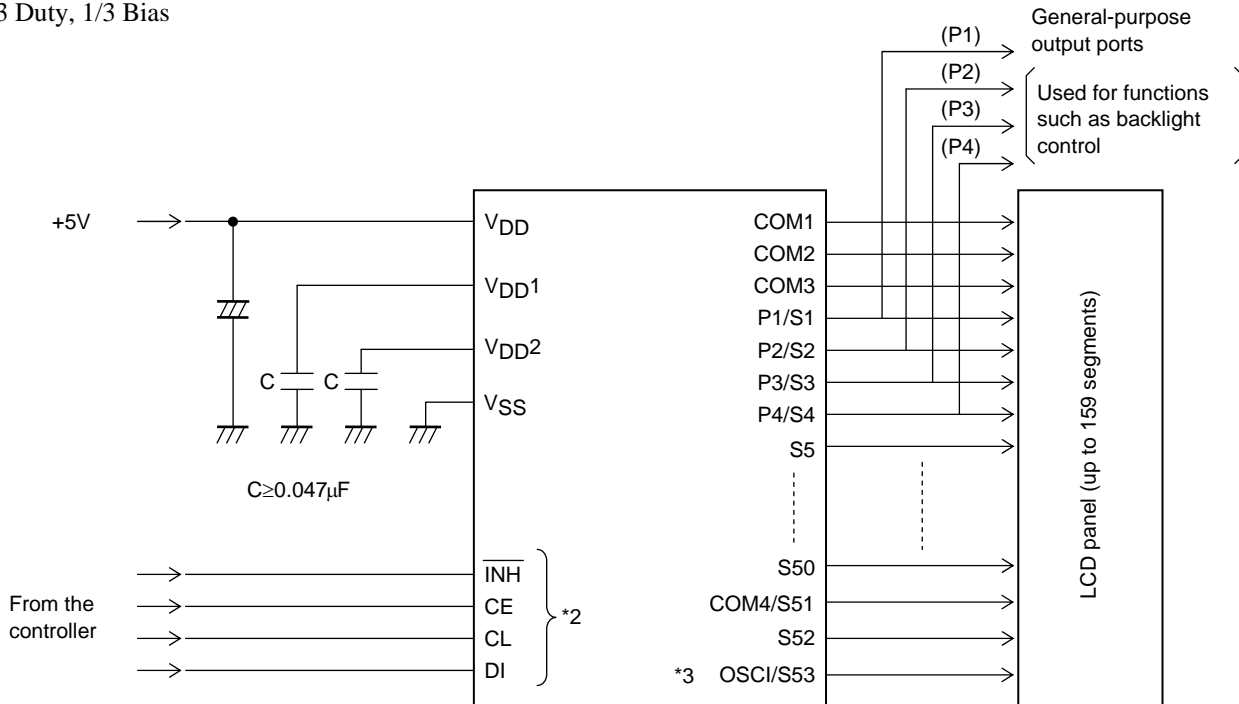 3 Duty, 1/3 Bias
General-purpose
output ports
(P1)
(P2)
(P3)
(P4)
Used for functions
such as backlight
control
+5V
VDD
VDD1
VDD2
VSS
C
C
C≥0.047μF
From the
controller
INH
CE
CL
DI
*2
COM1
COM2
COM3
P1/S1
P2/S2
P3/S3
P4/S4
S5
S50
COM4/S51
S52
*3 OSCI/S53
LCD panel (up to 159 segments)